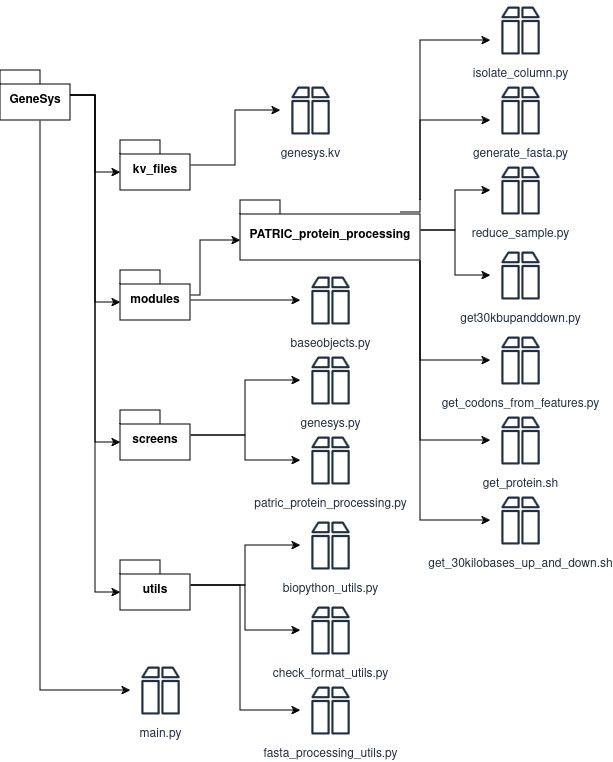 isolate_column.py
GeneSys
generate_fasta.py
genesys.kv
kv_files
reduce_sample.py
PATRIC_protein_processing
modules
get30kbupanddown.py
baseobjects.py
get_codons_from_features.py
genesys.py
screens
get_protein.sh
patric_protein_processing.py
get_30kilobases_up_and_down.sh
biopython_utils.py
utils
check_format_utils.py
main.py
fasta_processing_utils.py